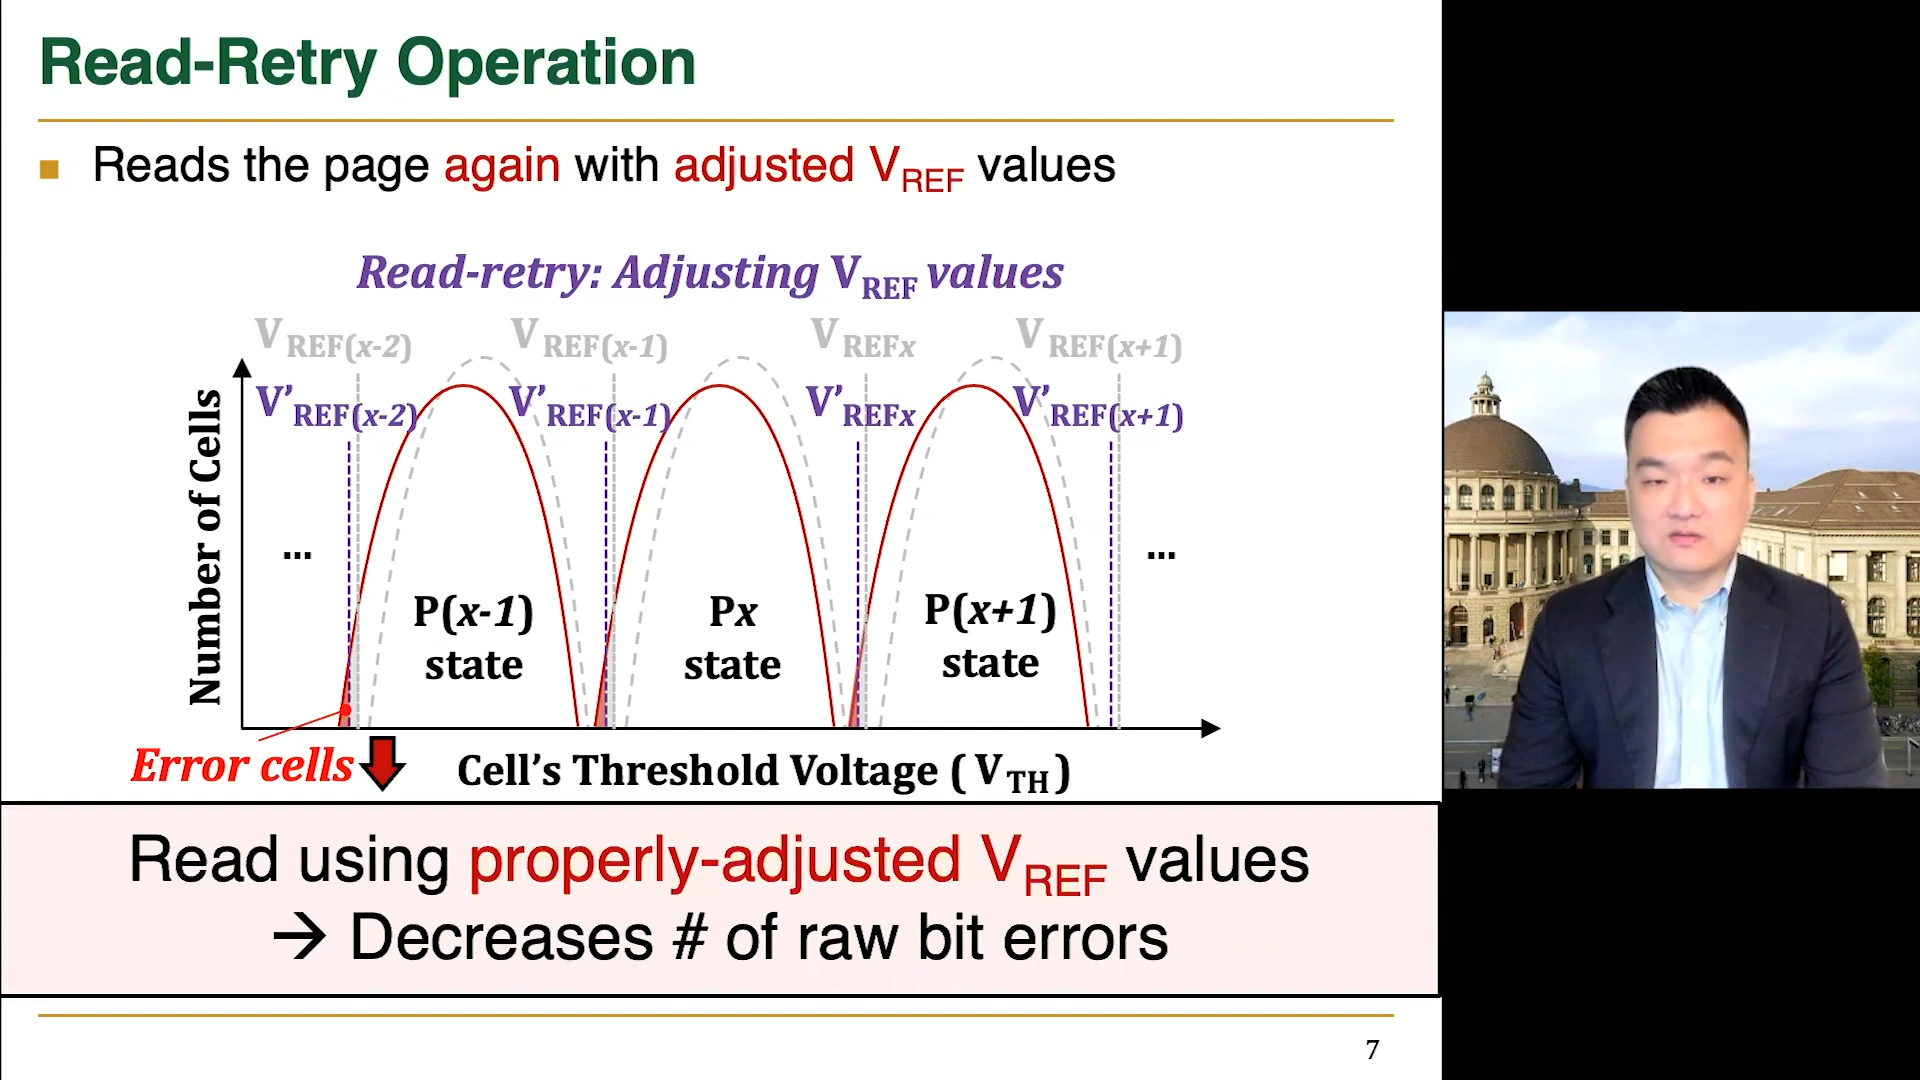 Read-Retry Operation
Reads the page again with adjusted VREF values
Read-retry: Adjusting VREF values
VREF(x-2) VREF(x-1) VREFx VREF(x+1)
V’REF(x-2) V’REF(x-1) V’REFx V’REF(x+1)
Number of Cells
... ...
P(x-1) Px P(x+1)
state state state
Error cells
Cell’s Threshold Voltage (VTH)
Read using properly-adjusted VREF values
→ Decreases # of raw bit errors
7